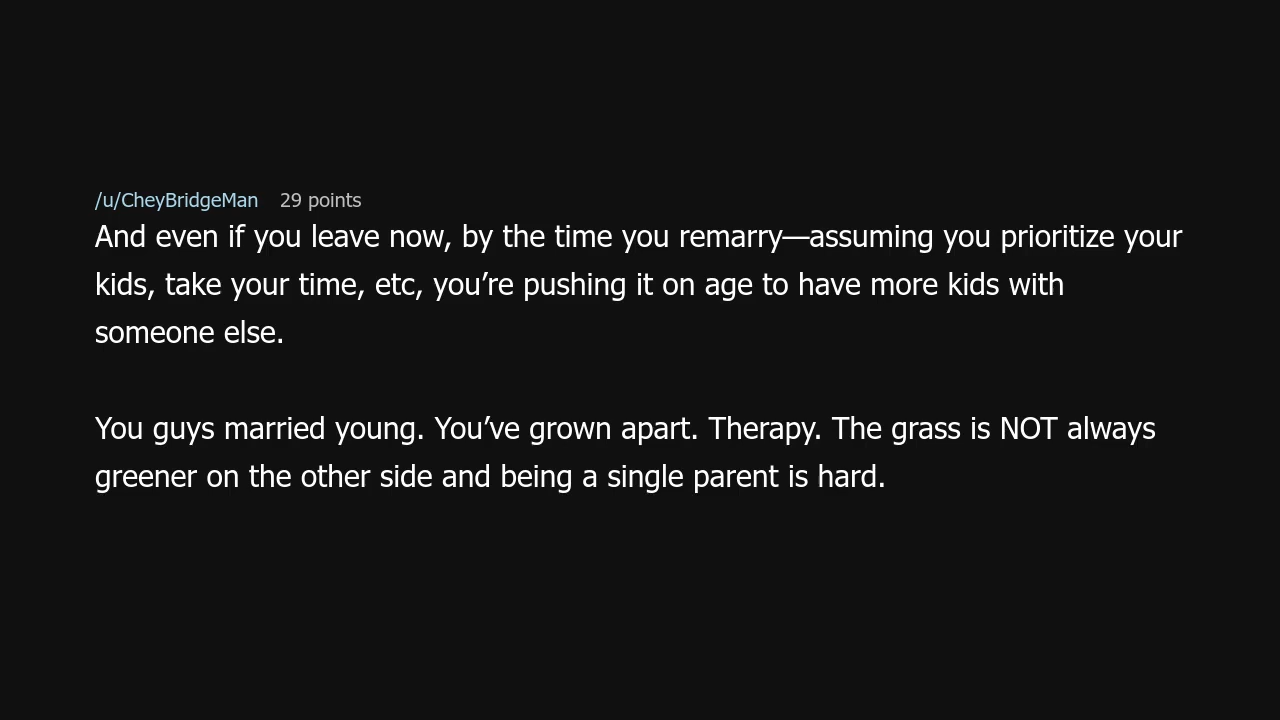 /u/CheyBridgeMan 29 points
And even if you leave now, by the time you remarry—assuming you prioritize your
kids, take your time, etc, you’re pushing it on age to have more kids with
someone else.
You guys married young. You’ve grown apart. Therapy. The grass is NOT always
greener on the other side and being a single parent is hard.